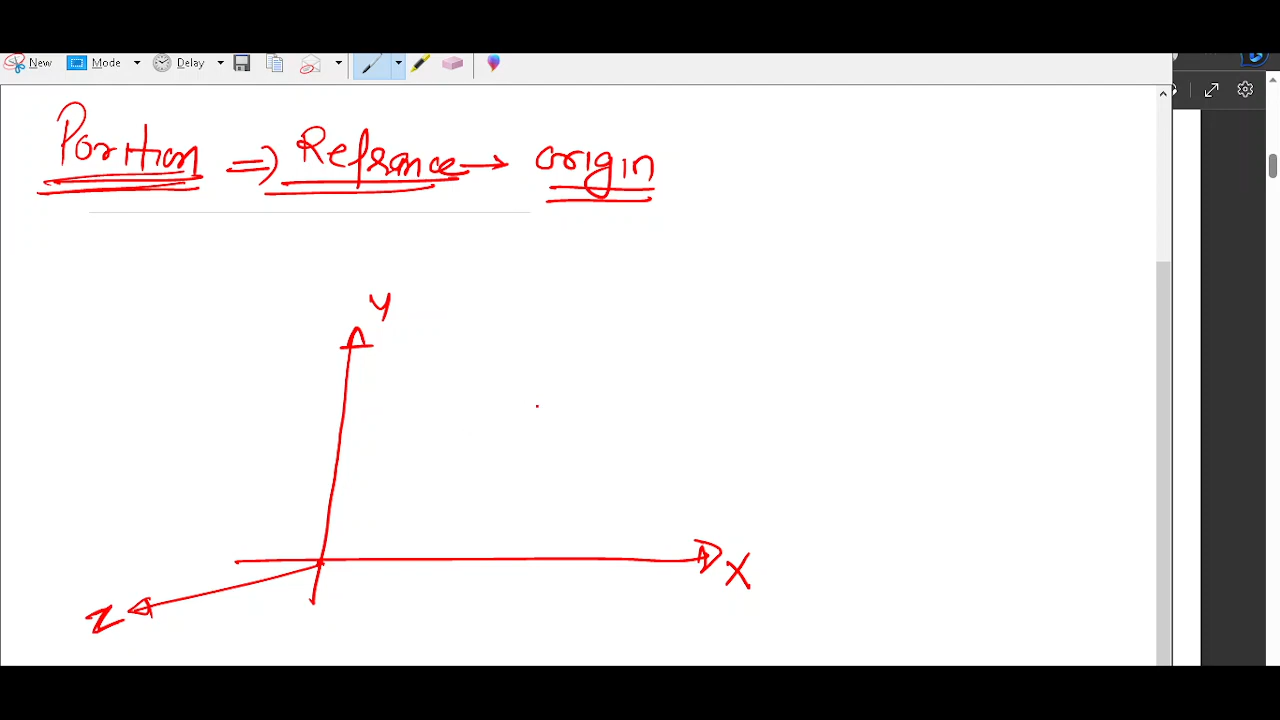 New Mode Delay
Position => Refrance → origin
Y
X
Z